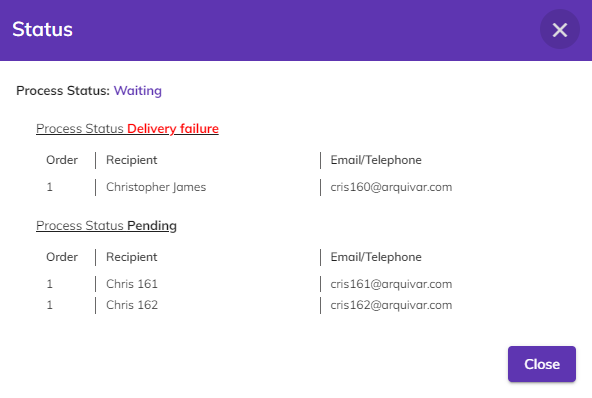 Status
Process Status: Waiting
Process Status Delivery failure
Order Recipient Email/Telephone
1 Christopher James cris160@arquivar.com
Process Status Pending
Order Recipient Email/Telephone
1 Chris 161 cris161@arquivar.com
1 Chris 162 cris162@arquivar.com
Close